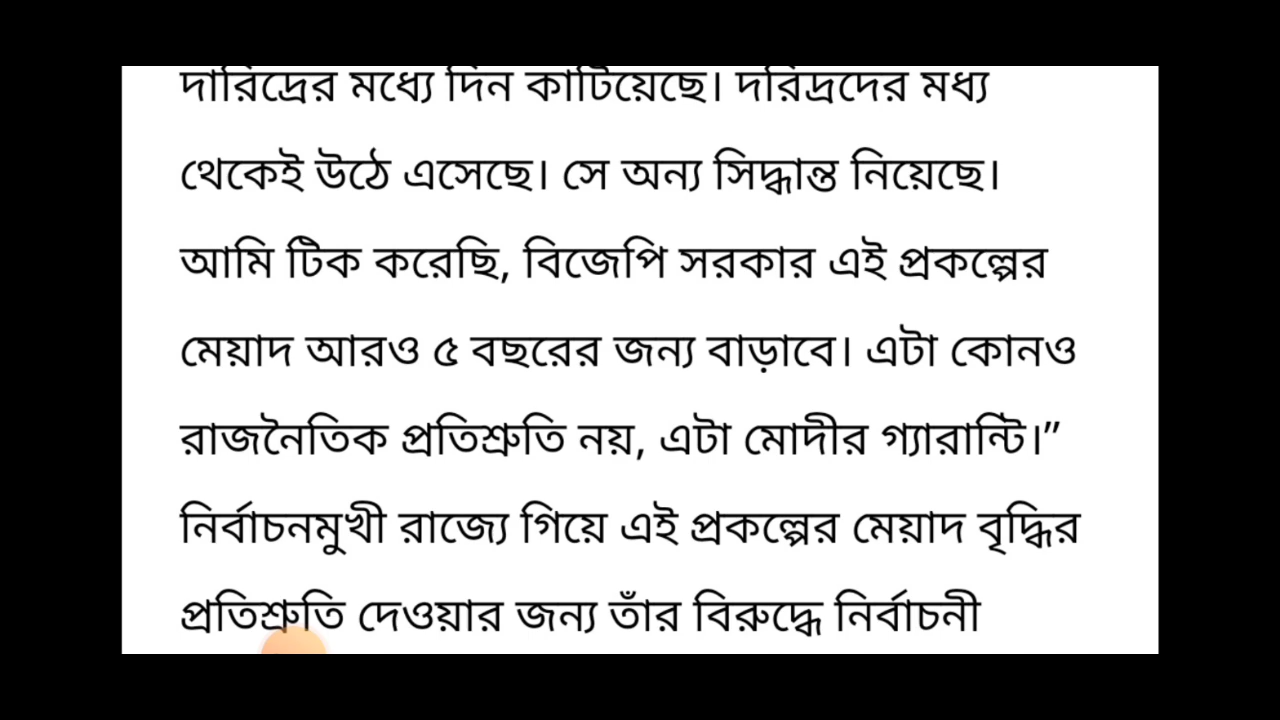 দারিদ্রের মধ্যে দিন কাটিয়েছে। দরিদ্রদের মধ্য
থেকেই উঠে এসেছে। সে অন্য সিদ্ধান্ত নিয়েছে।
আমি টিক করেছি, বিজেপি সরকার এই প্রকল্পের
মেয়াদ আরও ৫ বছরের জন্য বাড়াবে। এটা কোনও
রাজনৈতিক প্রতিশ্রুতি নয়, এটা মোদীর গ্যারান্টি।”
নির্বাচনমুখী রাজ্যে গিয়ে এই প্রকল্পের মেয়াদ বৃদ্ধির
প্রতিশ্রুতি দেওয়ার জন্য তাঁর বিরুদ্ধে নির্বাচনী